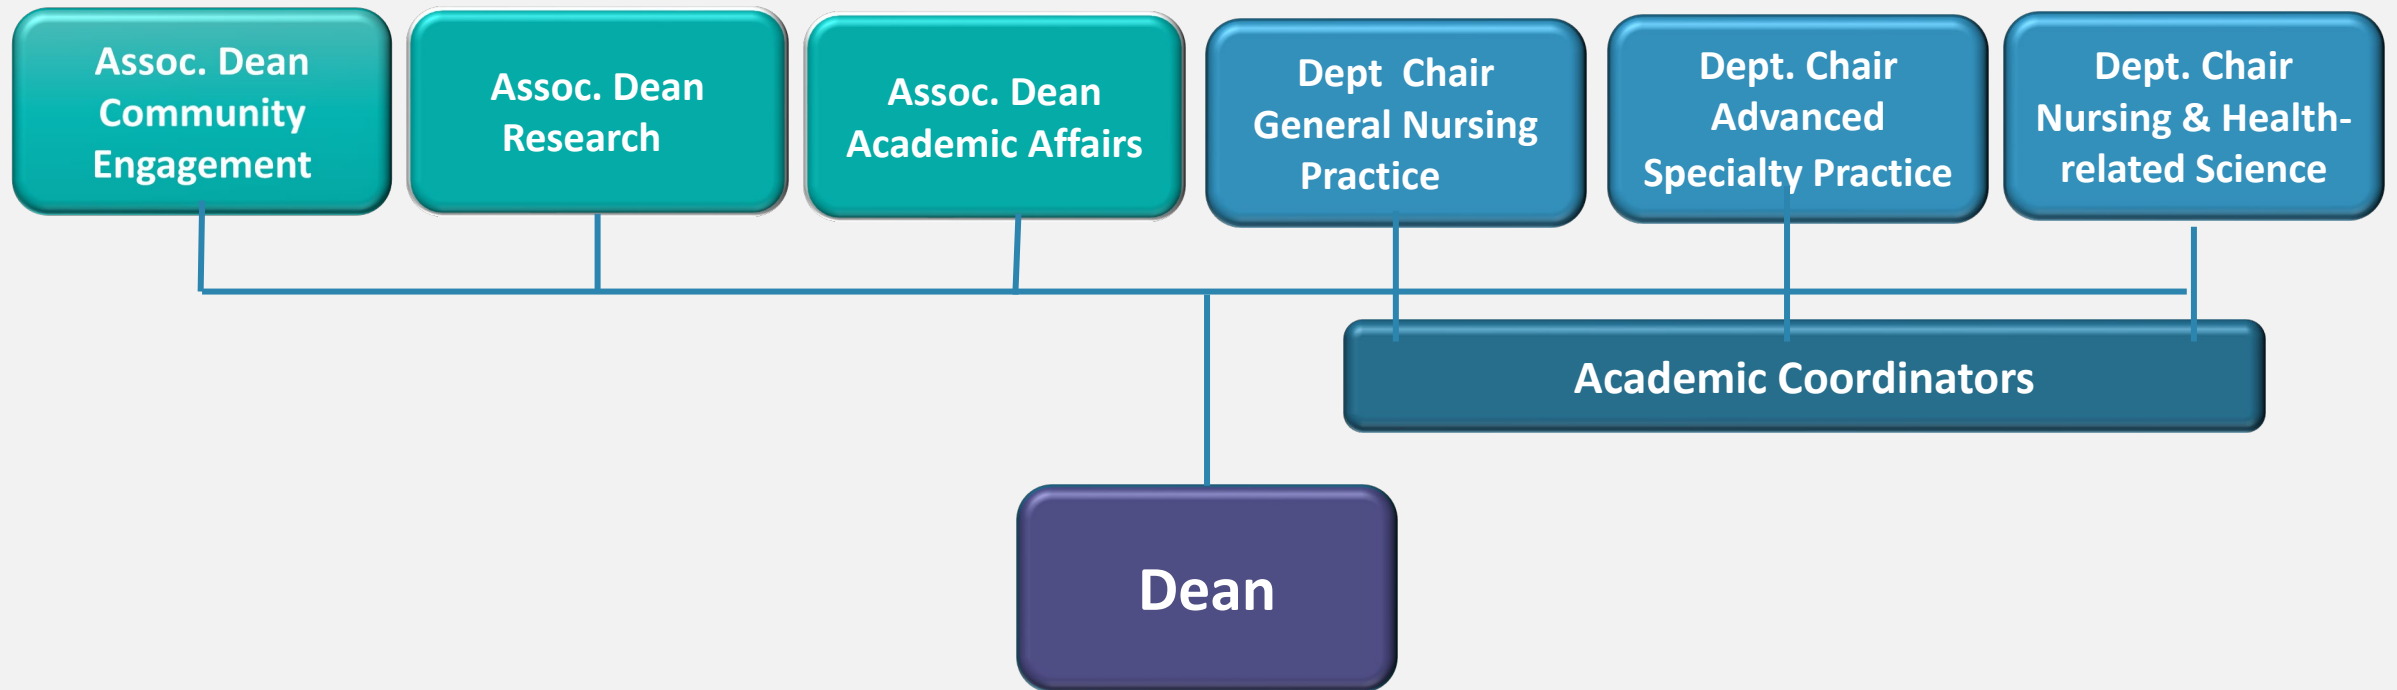 Assoc. Dean
Community
Engagement
Assoc. Dean
Research
Assoc. Dean
Academic Affairs
Dept  Chair
General Nursing
Practice
Dept. Chair
Advanced
Specialty Practice
Dept. Chair
Nursing & Health-
related Science
Academic Coordinators
Dean